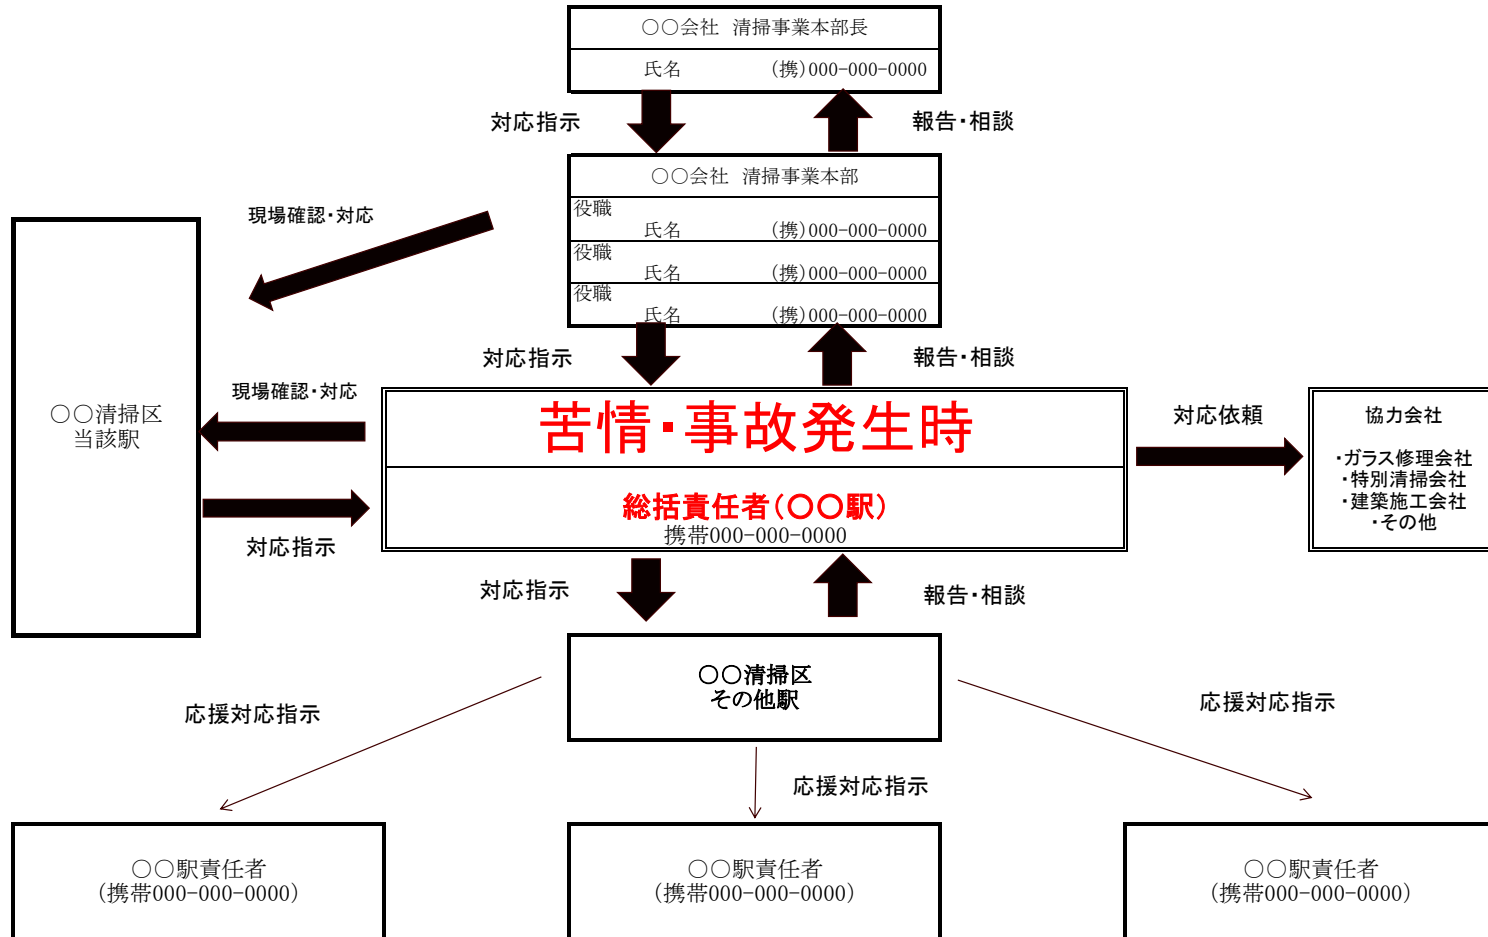 〇〇会社 清掃事業本部長
氏名 (携)000-000-0000
対応指示
報告・相談
〇〇会社 清掃事業本部
役職
氏名 (携)000-000-0000
役職
氏名 (携)000-000-0000
役職
氏名 (携)000-000-0000
現場確認・対応
対応指示
報告・相談
〇〇清掃区
当該駅
現場確認・対応
対応指示
苦情・事故発生時
総括責任者(〇〇駅)
携帯000-000-0000
対応依頼
協力会社
・ガラス修理会社
・特別清掃会社
・建築施工会社
・その他
対応指示
報告・相談
〇〇清掃区
その他駅
応援対応指示
応援対応指示
応援対応指示
〇〇駅責任者
(携帯000-000-0000)
〇〇駅責任者
(携帯000-000-0000)
〇〇駅責任者
(携帯000-000-0000)